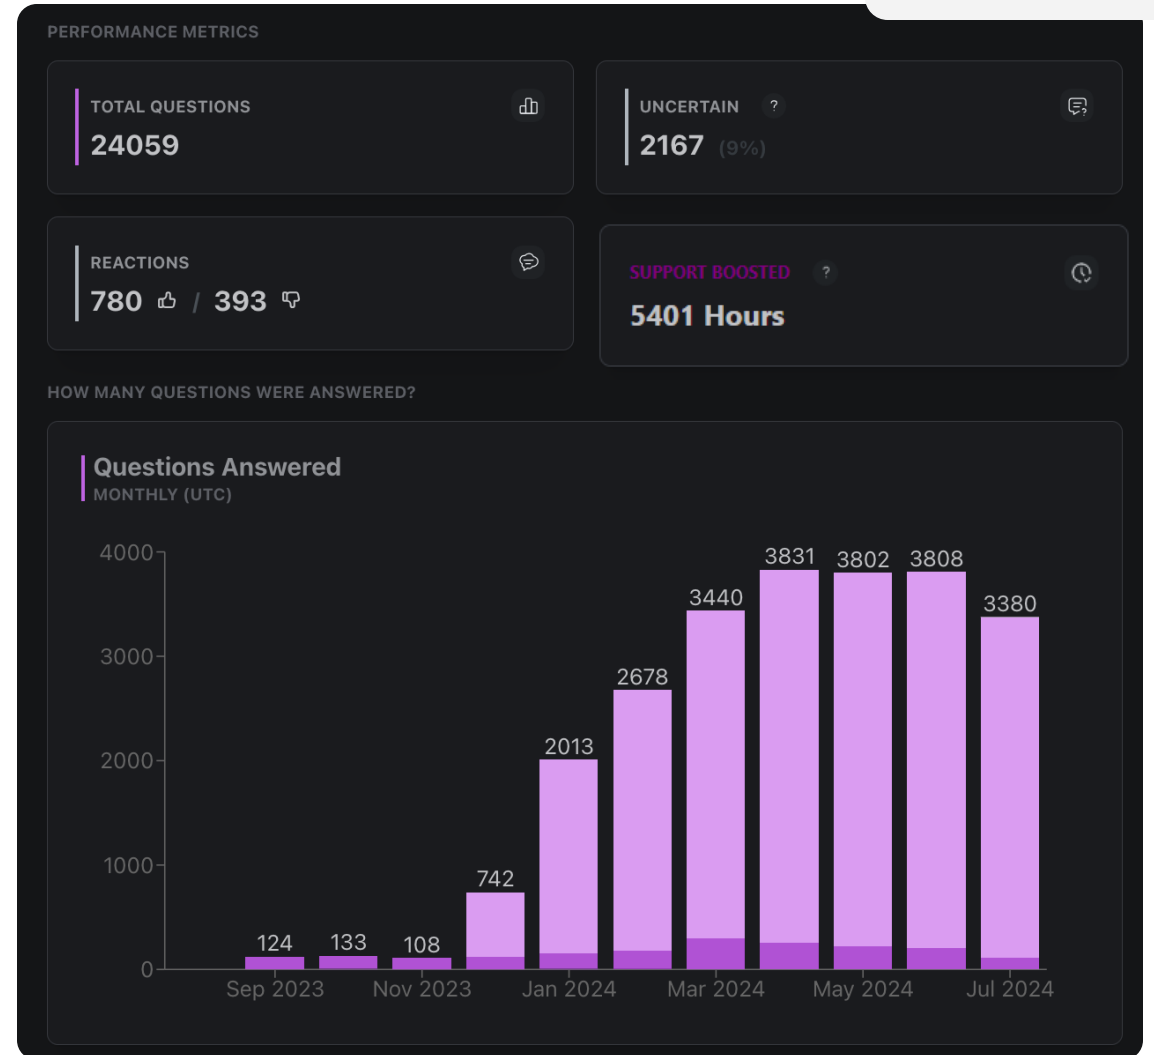 PERFORMANCE METRICS
TOTAL QUESTIONS
24059
UNCERTAIN ?
2167 (9%)
REACTIONS
780 / 393
SUPPORT BOOSTED ?
5401 Hours
HOW MANY QUESTIONS WERE ANSWERED?
Questions Answered
MONTHLY (UTC)
4000
3000
2000
1000
0
124
133
108
742
2013
2678
3440
3831
3802
3808
3380
Sep 2023
Nov 2023
Jan 2024
Mar 2024
May 2024
Jul 2024